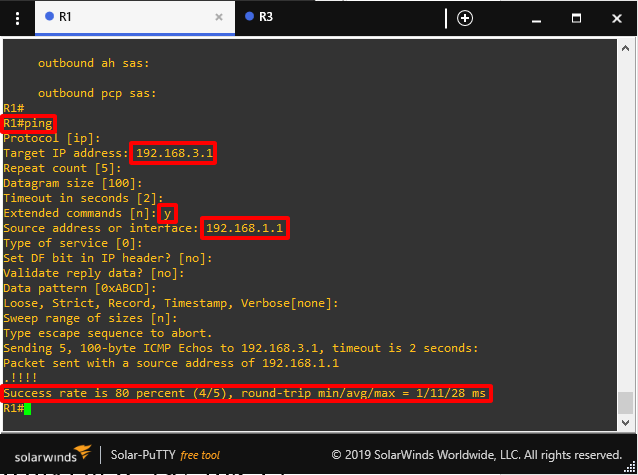 R1
R3
outbound ah sas:
outbound pcp sas:
R1#
R1#ping
Protocol [ip]:
Target IP address: 192.168.3.1
Repeat count [5]:
Datagram size [100]:
Timeout in seconds [2]:
Extended commands [n]: y
Source address or interface: 192.168.1.1
Type of service [0]:
Set DF bit in IP header? [no]:
Validate reply data? [no]:
Data pattern [0xABCD]:
Loose, Strict, Record, Timestamp, Verbose[none]:
Sweep range of sizes [n]:
Type escape sequence to abort.
Sending 5, 100-byte ICMP Echos to 192.168.3.1, timeout is 2 seconds:
Packet sent with a source address of 192.168.1.1
.!!!!
Success rate is 80 percent (4/5), round-trip min/avg/max = 1/11/28 ms
R1#
solarwinds Solar-PuTTY free tool © 2019 SolarWinds Worldwide, LLC. All rights reserved.